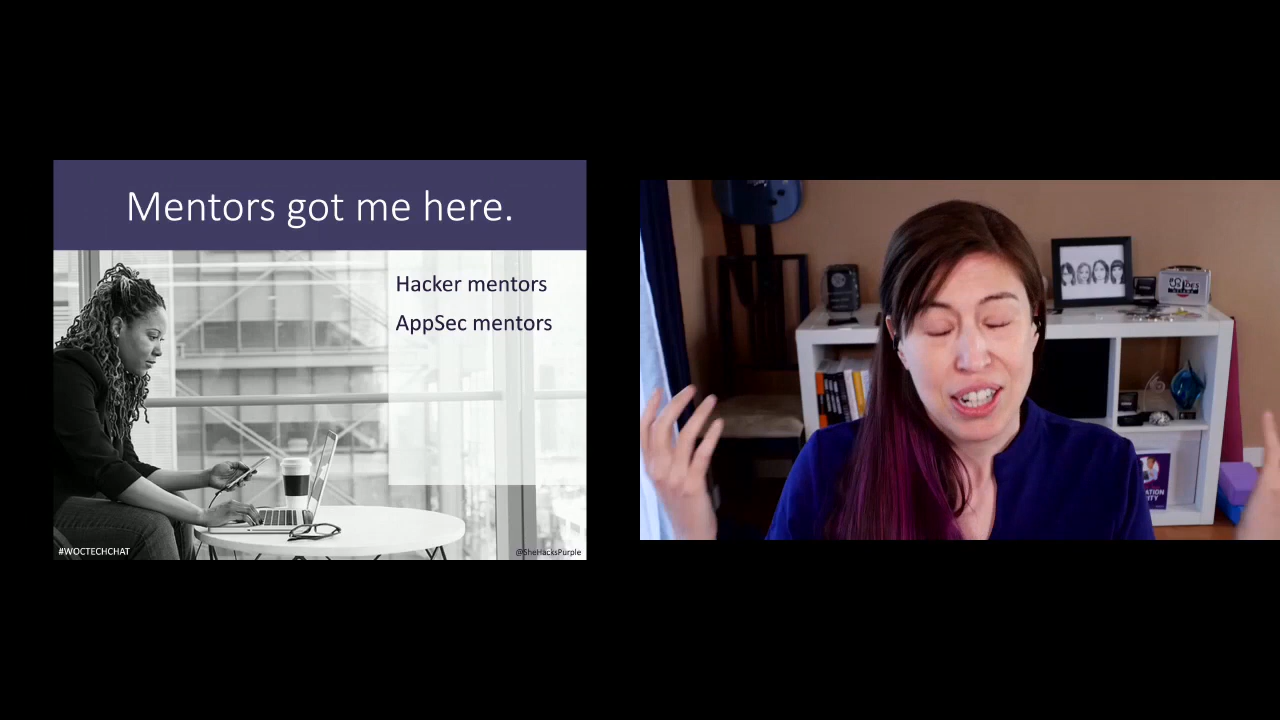 Mentors got me here.
Hacker mentors
AppSec mentors
#WOCTECHCHAT
@SheHacksPurple